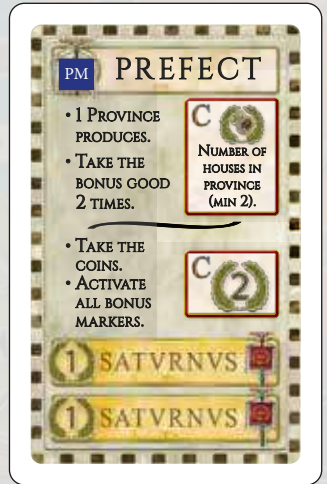 PM PREFECT
• 1 PROVINCE
PRODUCES.
• TAKE THE
BONUS GOOD
2 TIMES.
C
NUMBER OF
HOUSES IN
PROVINCE
(MIN 2).
• TAKE THE
COINS.
• ACTIVATE
ALL BONUS
MARKERS.
C 2
1 SATVRNVS
1 SATVRNVS